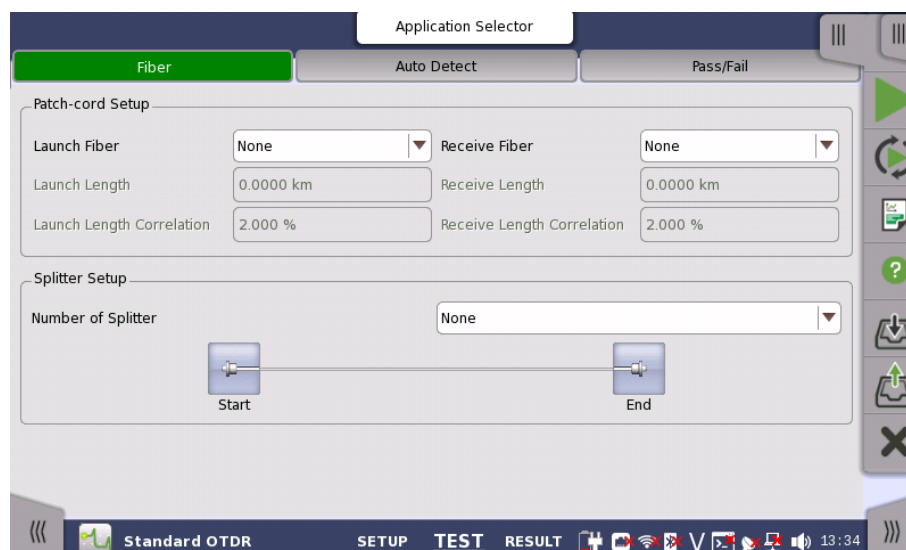 Application Selector
Fiber Auto Detect Pass/Fail
Patch-cord Setup
Launch Fiber None Receive Fiber None
Launch Length 0.0000 km Receive Length 0.0000 km
Launch Length Correlation 2.000 % Receive Length Correlation 2.000 %
Splitter Setup
Number of Splitter None
Start End
Standard OTDR SETUP TEST RESULT V 13:34